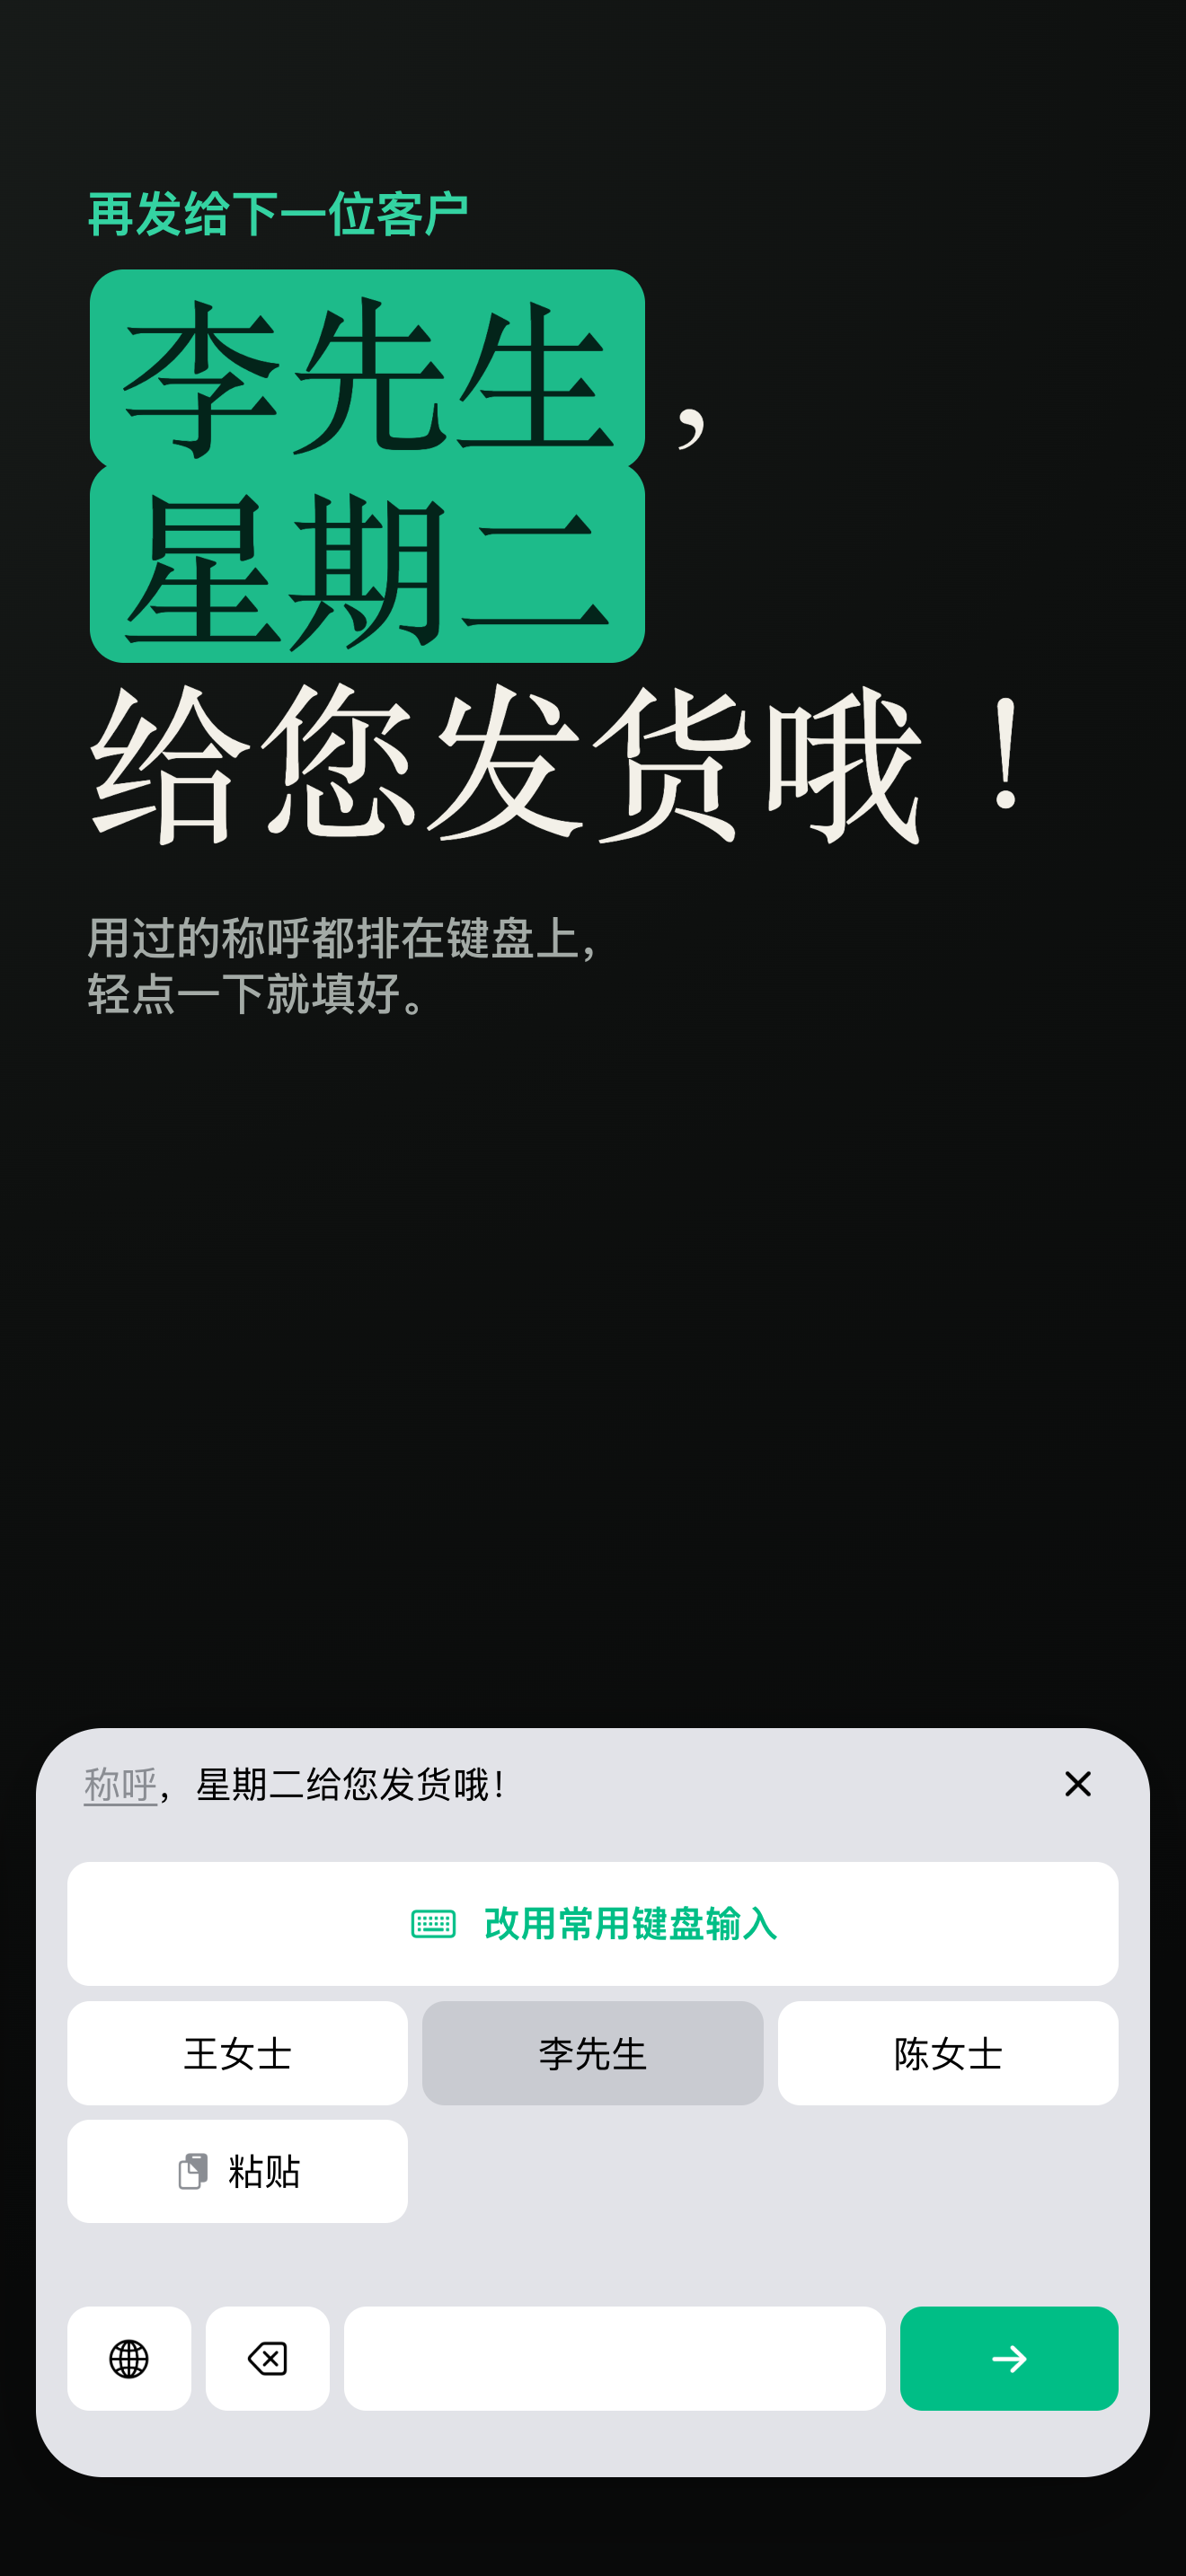 再发给下一位客户
李先生，
星期二
给您发货哦！
用过的称呼都排在键盘上，
轻点一下就填好。
称呼，星期二给您发货哦！
改用常用键盘输入
王女士
李先生
陈女士
粘贴